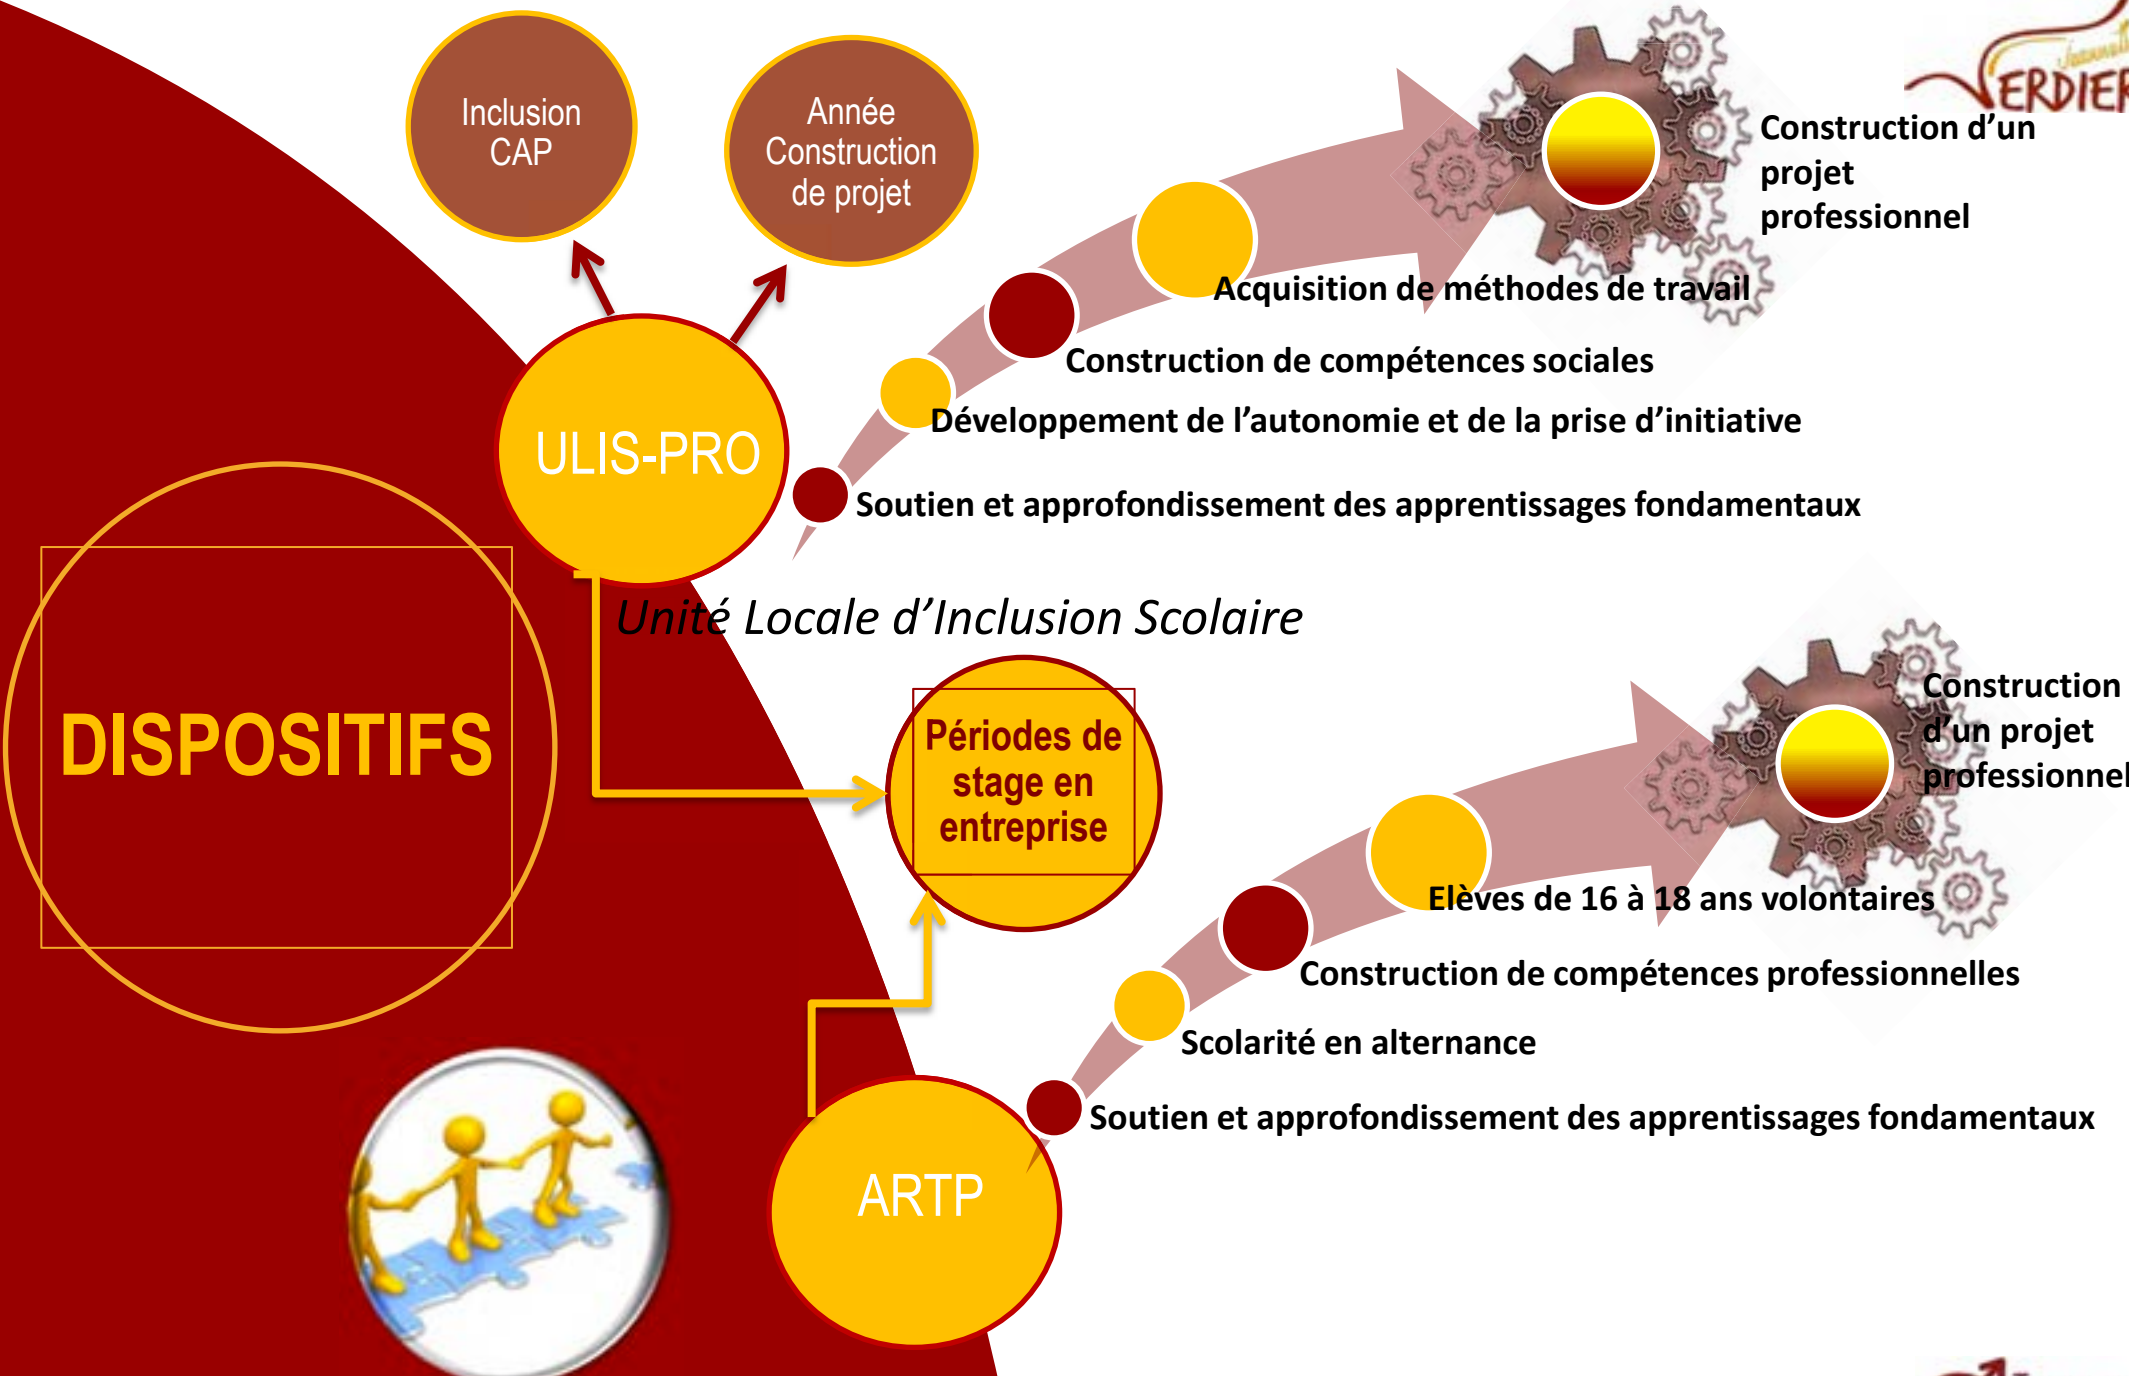 Inclusion
CAP
Année
Construction
de projet
ERDIER
Construction d’un
projet
professionnel
Acquisition de méthodes de travail
Construction de compétences sociales
Développement de l’autonomie et de la prise d’initiative
ULIS-PRO
Soutien et approfondissement des apprentissages fondamentaux
Unité Locale d’Inclusion Scolaire
DISPOSITIFS
Périodes de
stage en
entreprise
Construction
d’un projet
professionnel
Elèves de 16 à 18 ans volontaires
Construction de compétences professionnelles
Scolarité en alternance
Soutien et approfondissement des apprentissages fondamentaux
ARTP